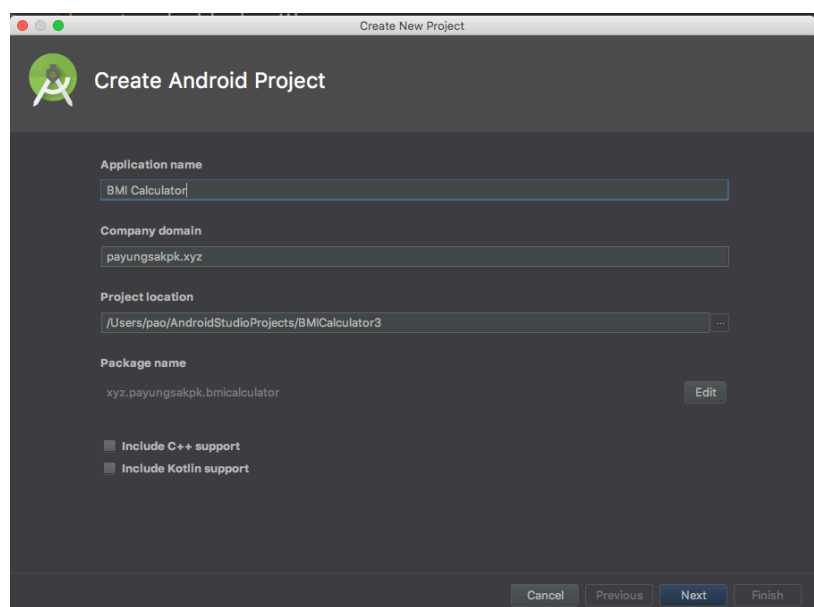 Create New Project
Create Android Project
Application name
BMI Calculator
Company domain
payungsakpk.xyz
Project location
/Users/pao/AndroidStudioProjects/BMICalculator3
...
Package name
xyz.payungsakpk.bmicalculator
Edit
Include C++ support
Include Kotlin support
Cancel Previous Next Finish